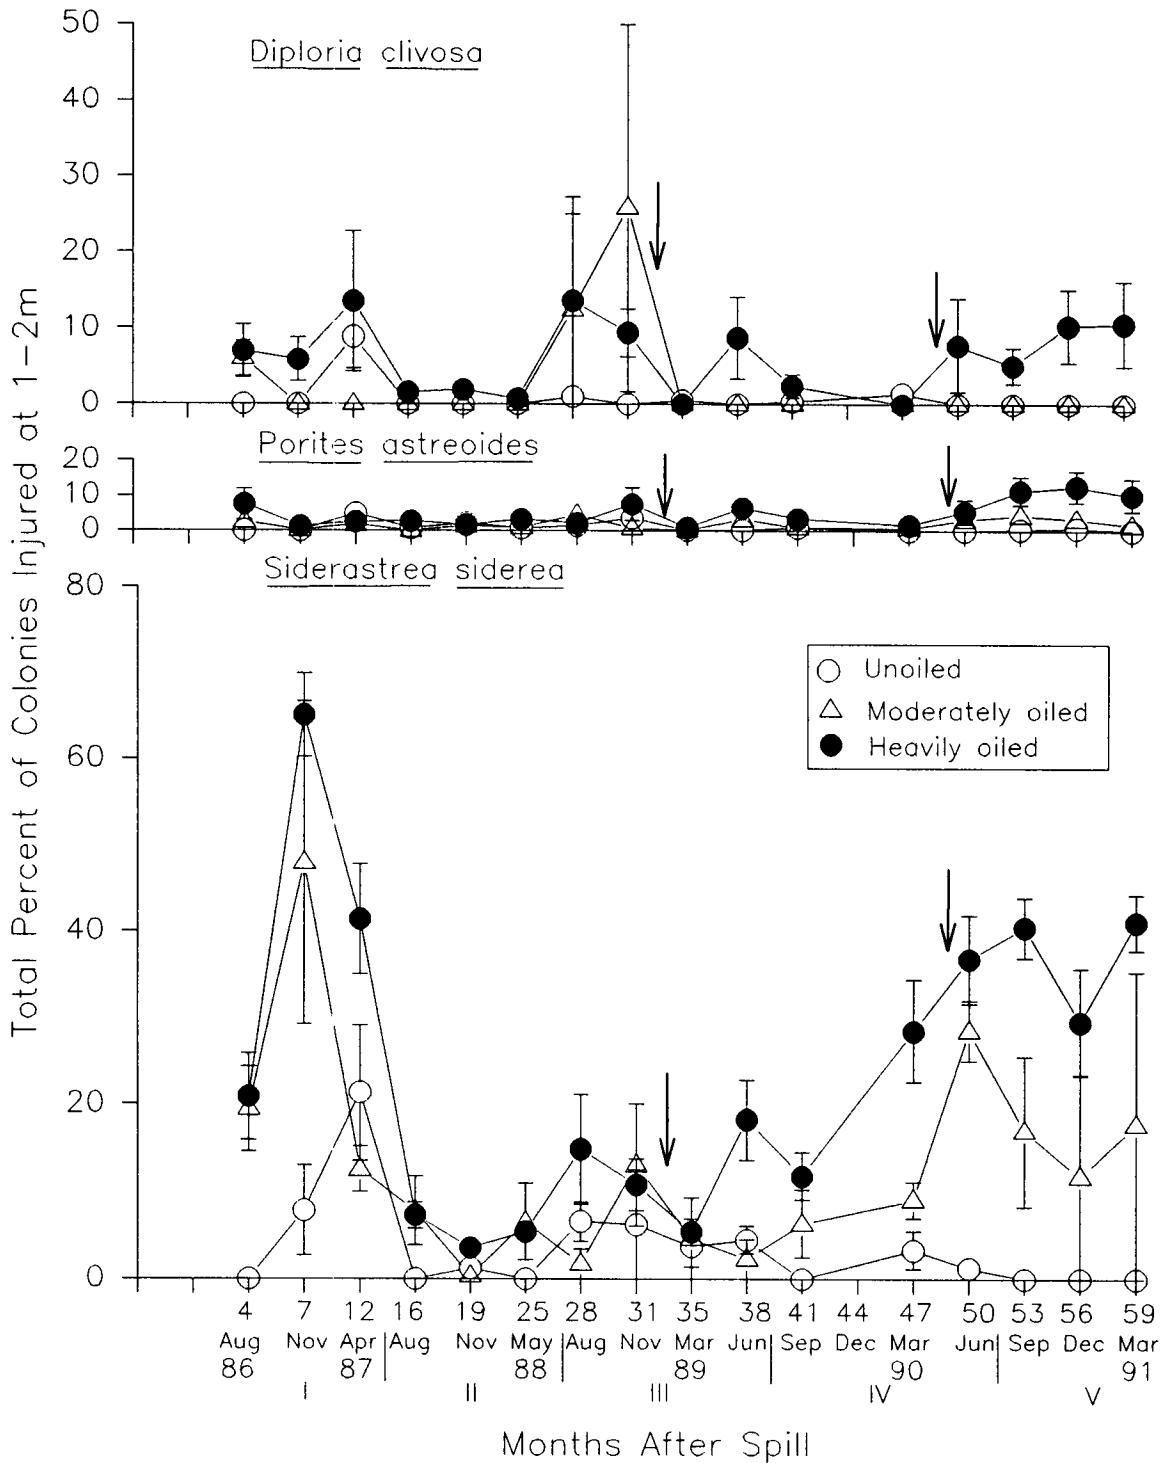 Total Percent of Colonies Injured at 1-2m
50
Diploria clivosa
40
30
20
10
0
Porites astreoides
20
10
0
Siderastrea siderea
80
Unoiled
Moderately oiled
Heavily oiled
60
40
20
0
4 7 12 16 19 25 28 31 35 38 41 44 47 50 53 56 59
Aug Nov Apr Aug Nov May Aug Nov Mar Jun Sep Dec Mar Jun Sep Dec Mar
86 87 88 89 90 91
I II III IV V
Months After Spill